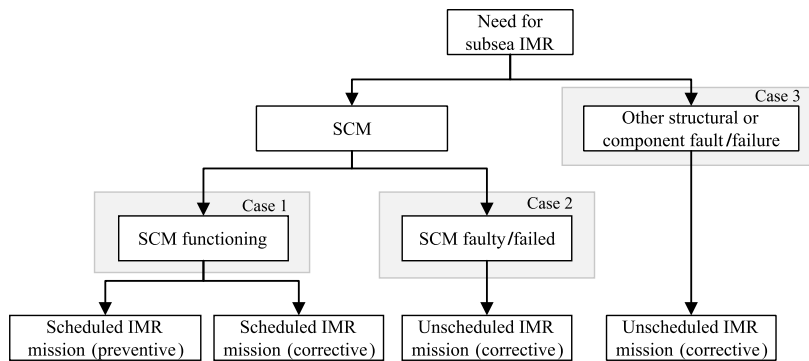 Need for
subsea IMR
Case 3
SCM
Other structural or
component fault/failure
Case 1
Case 2
SCM functioning
SCM faulty/failed
Scheduled IMR
mission (preventive)
Scheduled IMR
mission (corrective)
Unscheduled IMR
mission (corrective)
Unscheduled IMR
mission (corrective)